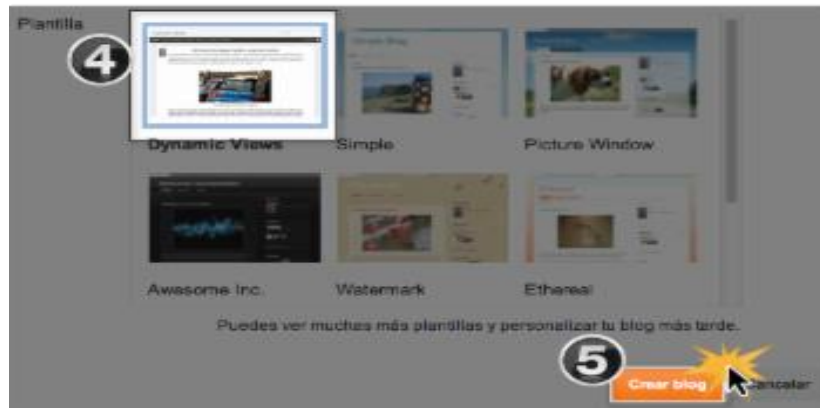 Plantilla
4
Dynamic Views Simple Picture Window
Awesome Inc. Watermark Ethereal
Puedes ver muchas más plantillas y personalizar tu blog más tarde.
5
Crear blog Cancelar